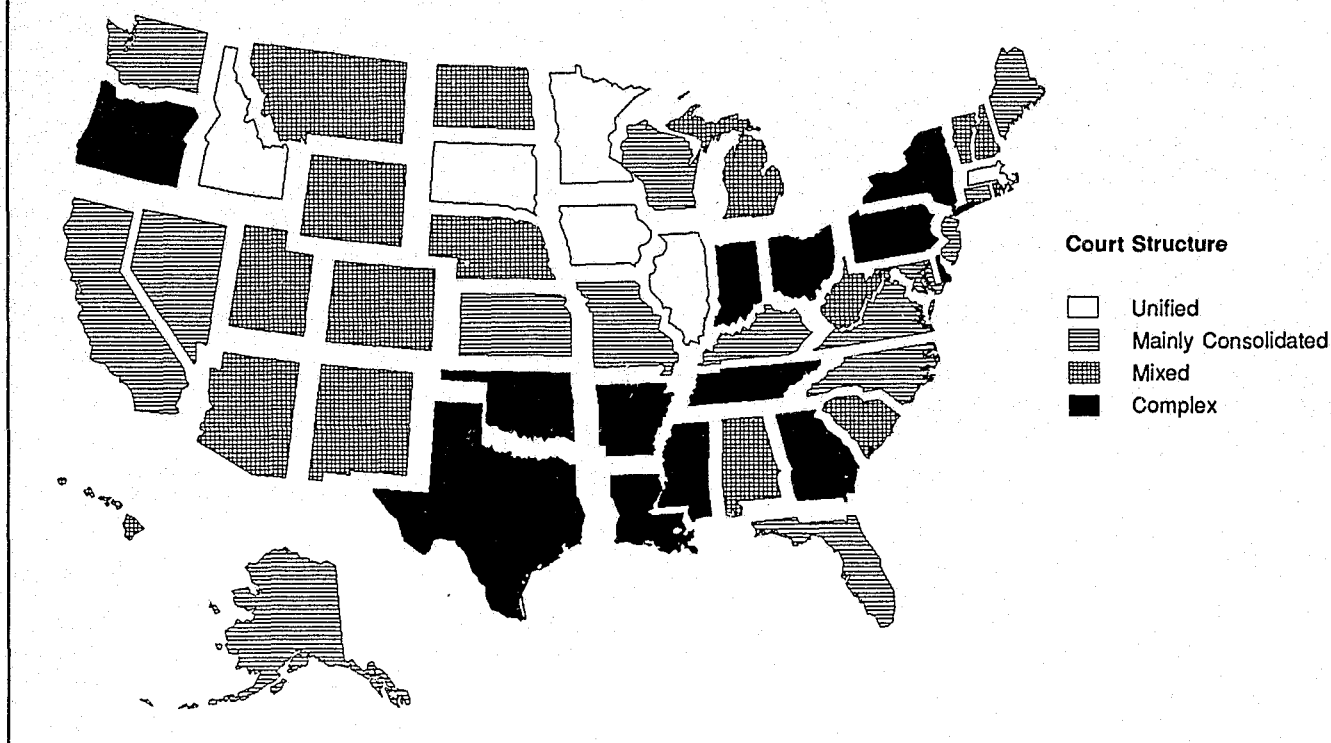 Court Structure
Unified
Mainly Consolidated
Mixed
Complex